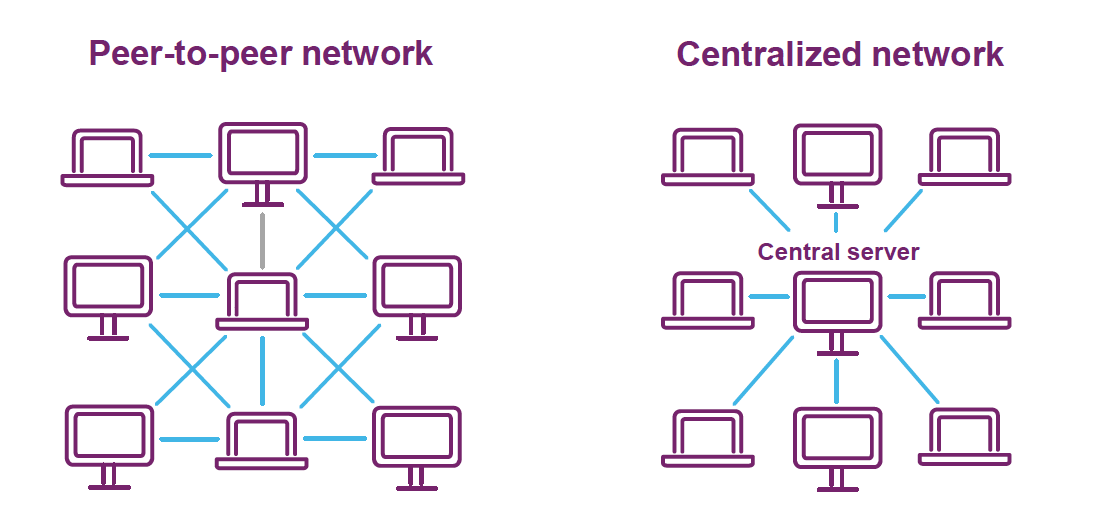 Peer-to-peer network
Centralized network
Central server